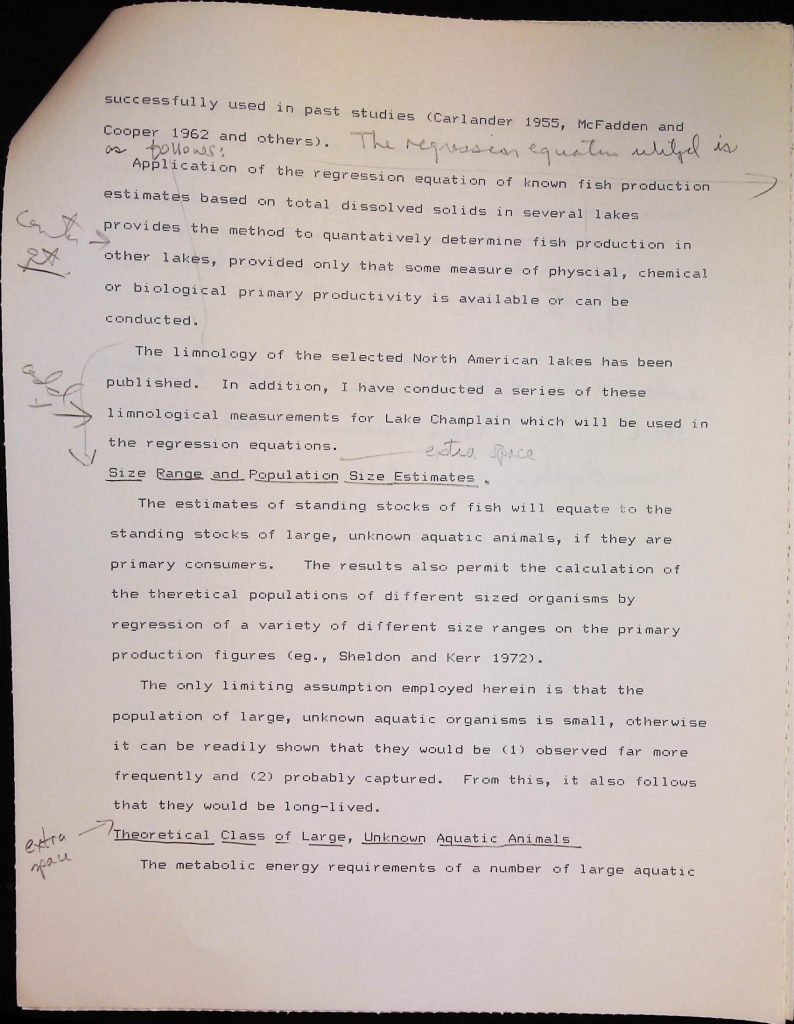 successfully used in past studies (Carlander 1955, McFadden and
Cooper 1962 and others). The regression equation utilized is
as follows:
Application of the regression equation of known fish production
estimates based on total dissolved solids in several lakes
provides the method to quantatively determine fish production in
other lakes, provided only that some measure of physcial, chemical
or biological primary productivity is available or can be
conducted.
The limnology of the selected North American lakes has been
published. In addition, I have conducted a series of these
limnological measurements for Lake Champlain which will be used in
the regression equations.
extra space
Size Range and Population Size Estimates.
The estimates of standing stocks of fish will equate to the
standing stocks of large, unknown aquatic animals, if they are
primary consumers. The results also permit the calculation of
the theretical populations of different sized organisms by
regression of a variety of different size ranges on the primary
production figures (eg., Sheldon and Kerr 1972).
The only limiting assumption employed herein is that the
population of large, unknown aquatic organisms is small, otherwise
it can be readily shown that they would be (1) observed far more
frequently and (2) probably captured. From this, it also follows
that they would be long-lived.
extra
space
Theoretical Class of Large, Unknown Aquatic Animals
The metabolic energy requirements of a number of large aquatic